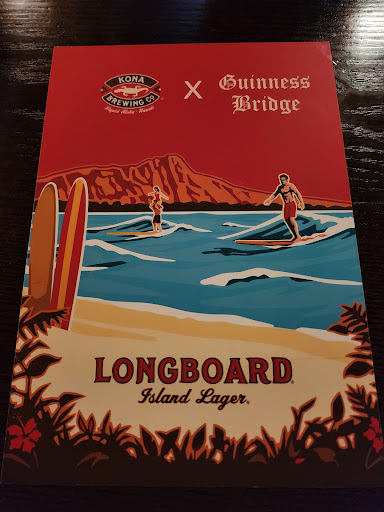 KONA
BREWING CO.
Liquid Aloha · Hawaii
X
Guinness
Bridge
LONGBOARD®
Island Lager®